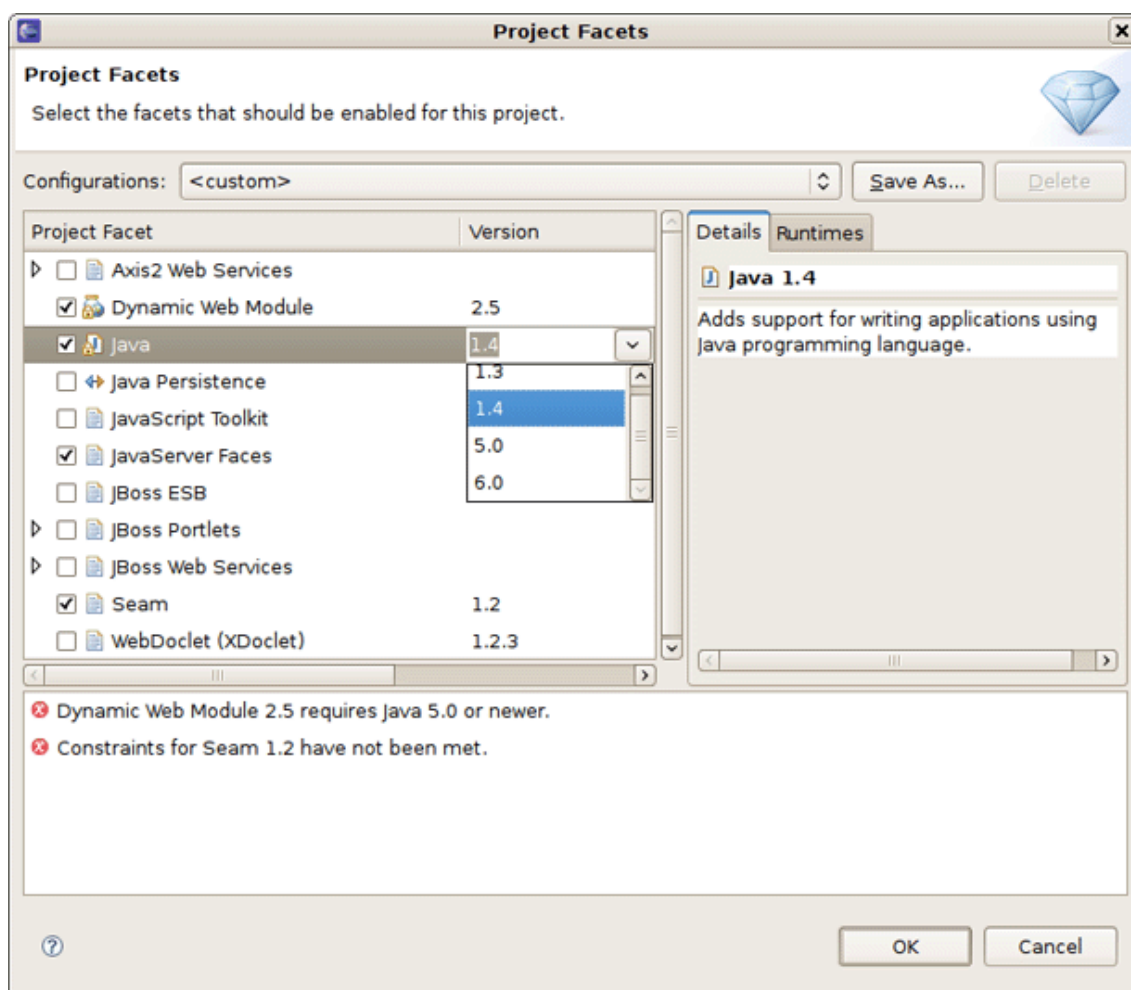 Project Facets
Project Facets
Select the facets that should be enabled for this project.
Configurations: <custom> Save As... Delete
Project Facet Version
Axis2 Web Services
Dynamic Web Module 2.5
Java 1.4
Java Persistence
JavaScript Toolkit
JavaServer Faces
JBoss ESB
JBoss Portlets
JBoss Web Services
Seam 1.2
WebDoclet (XDoclet) 1.2.3
1.3
1.4
5.0
6.0
Details Runtimes
Java 1.4
Adds support for writing applications using
Java programming language.
Dynamic Web Module 2.5 requires Java 5.0 or newer.
Constraints for Seam 1.2 have not been met.
OK Cancel